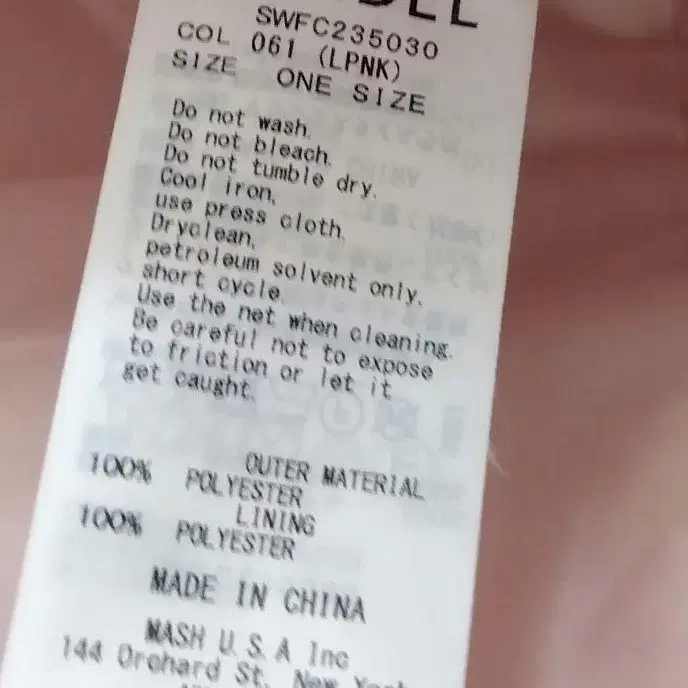 SWFC235030
COL 061 (LPNK)
SIZE ONE SIZE
Do not wash.
Do not bleach.
Do not tumble dry.
Cool iron,
use press cloth.
Dryclean,
petroleum solvent only,
short cycle.
Use the net when cleaning.
Be careful not to expose
to friction or let it
get caught.
OUTER MATERIAL
100% POLYESTER
LINING
100% POLYESTER
MADE IN CHINA
MASH U.S.A Inc
144 Orchard St, New York